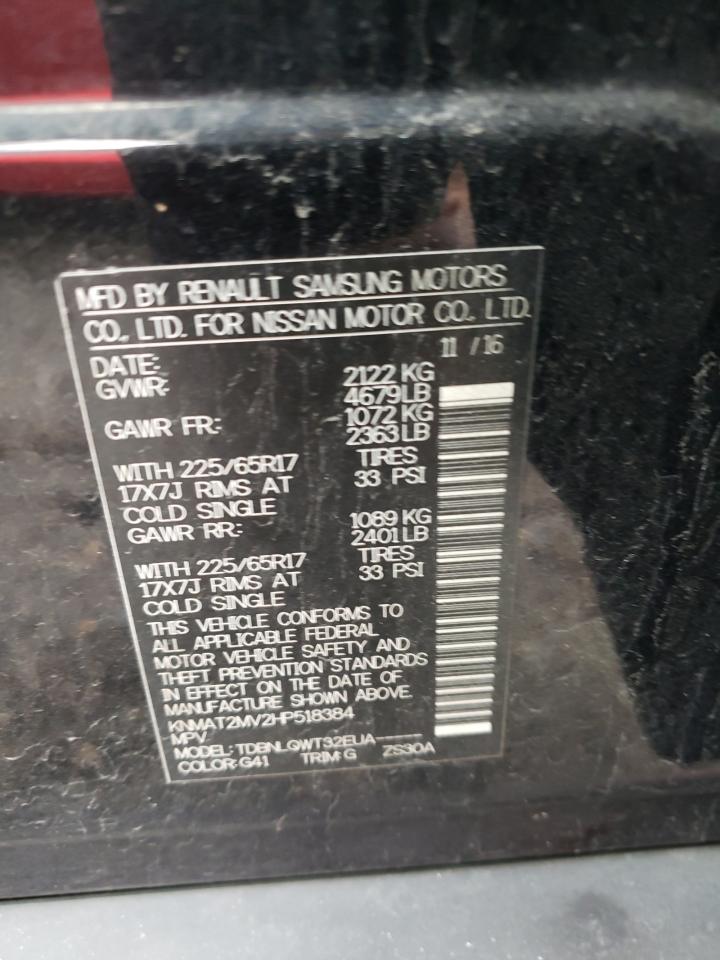 MFD BY RENAULT SAMSUNG MOTORS
CO., LTD. FOR NISSAN MOTOR CO., LTD.
DATE: 11 / 16
GVWR: 2122 KG
4679 LB
GAWR FR: 1072 KG
2363 LB
WITH 225/65R17 TIRES
17X7J RIMS AT 33 PSI
COLD SINGLE
GAWR RR: 1089 KG
2401 LB
WITH 225/65R17 TIRES
17X7J RIMS AT 33 PSI
COLD SINGLE
THIS VEHICLE CONFORMS TO
ALL APPLICABLE FEDERAL
MOTOR VEHICLE SAFETY AND
THEFT PREVENTION STANDARDS
IN EFFECT ON THE DATE OF
MANUFACTURE SHOWN ABOVE.
KNMAT2MV2HP518384
MPV
MODEL: TDBNLQWT32EUA-----
COLOR:G41 TRIM:G ZS30A